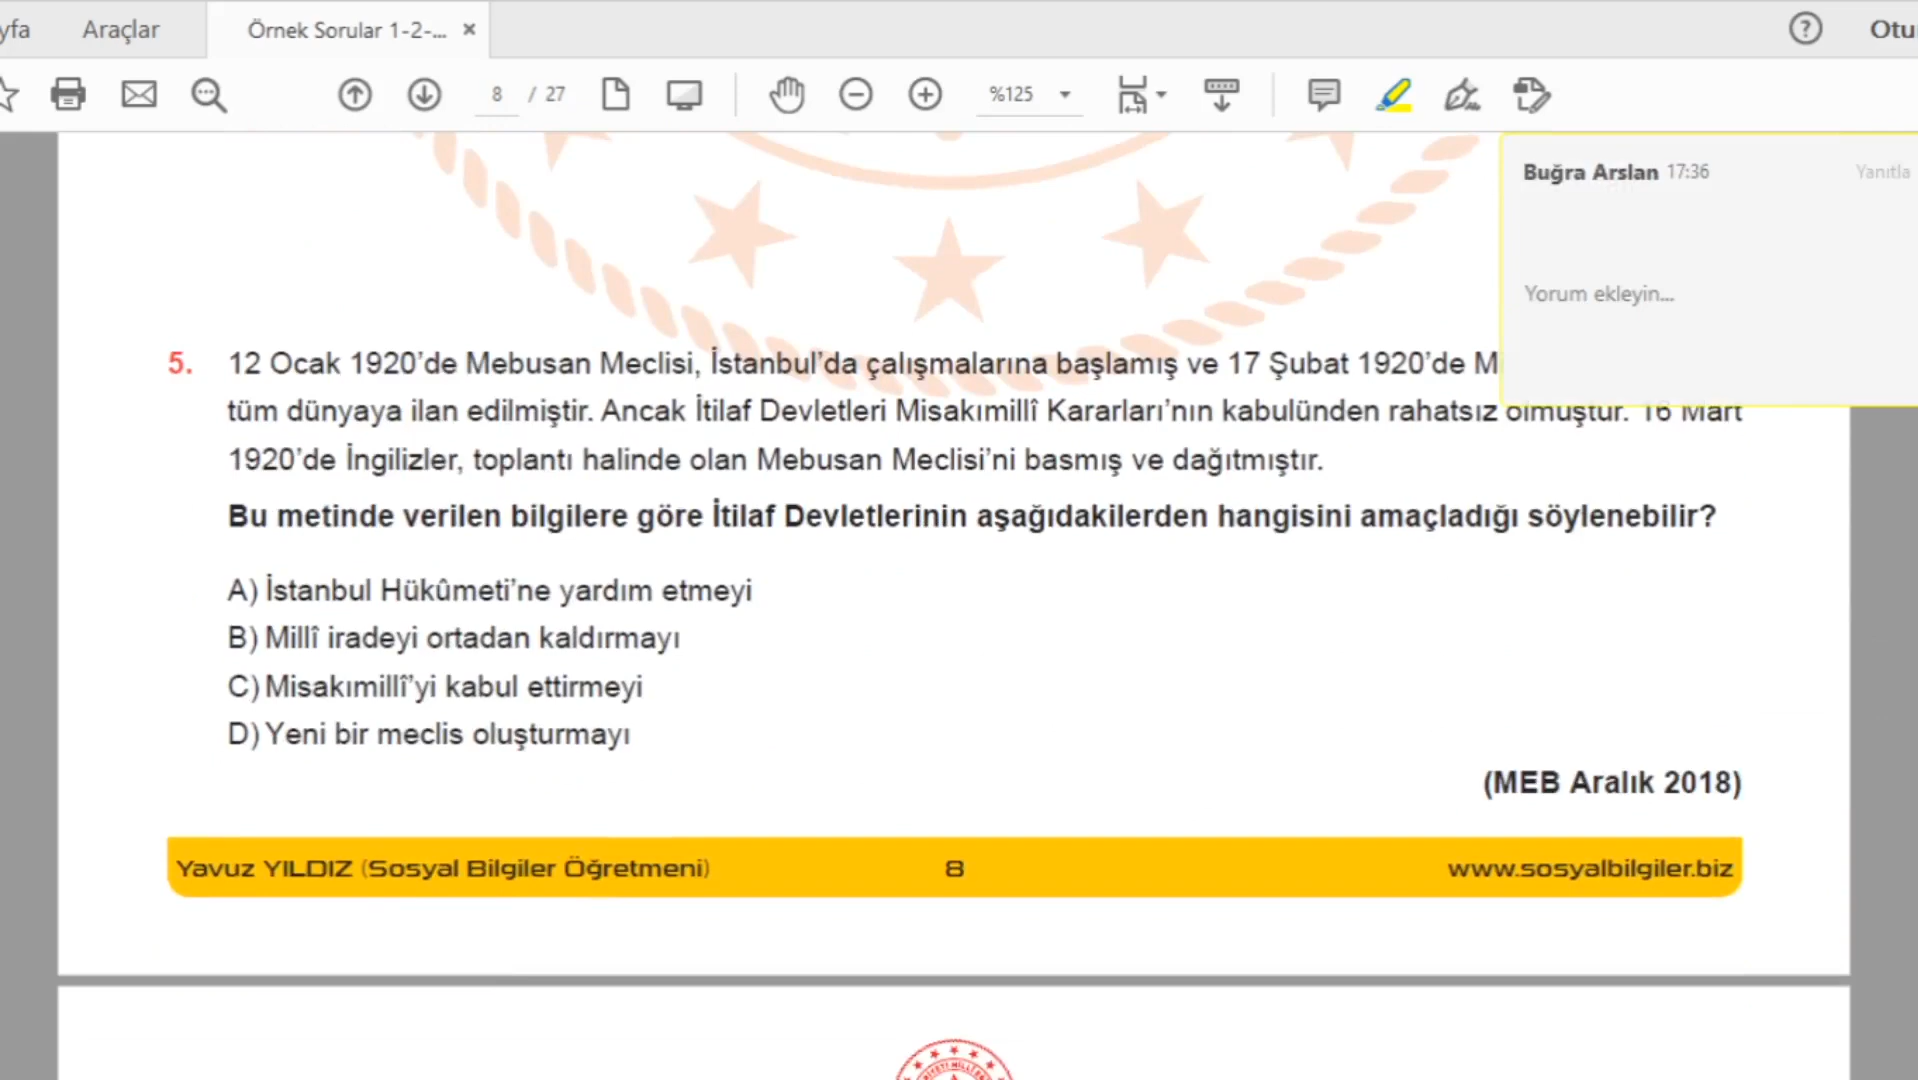 yfa
Araçlar
Örnek Sorular 1-2-... ×
Otu
8 / 27
%125
Buğra Arslan 17:36
Yanıtla
Yorum ekleyin...
5. 12 Ocak 1920’de Mebusan Meclisi, İstanbul’da çalışmalarına başlamış ve 17 Şubat 1920’de
tüm dünyaya ilan edilmiştir. Ancak İtilaf Devletleri Misakımillî Kararları’nın kabulünden rahatsız olmuştur. 16 Mart
1920’de İngilizler, toplantı halinde olan Mebusan Meclisi’ni basmış ve dağıtmıştır.
Bu metinde verilen bilgilere göre İtilaf Devletlerinin aşağıdakilerden hangisini amaçladığı söylenebilir?
A) İstanbul Hükûmeti’ne yardım etmeyi
B) Millî iradeyi ortadan kaldırmayı
C) Misakımillî’yi kabul ettirmeyi
D) Yeni bir meclis oluşturmayı
(MEB Aralık 2018)
Yavuz YILDIZ (Sosyal Bilgiler Öğretmeni)
8
www.sosyalbilgiler.biz